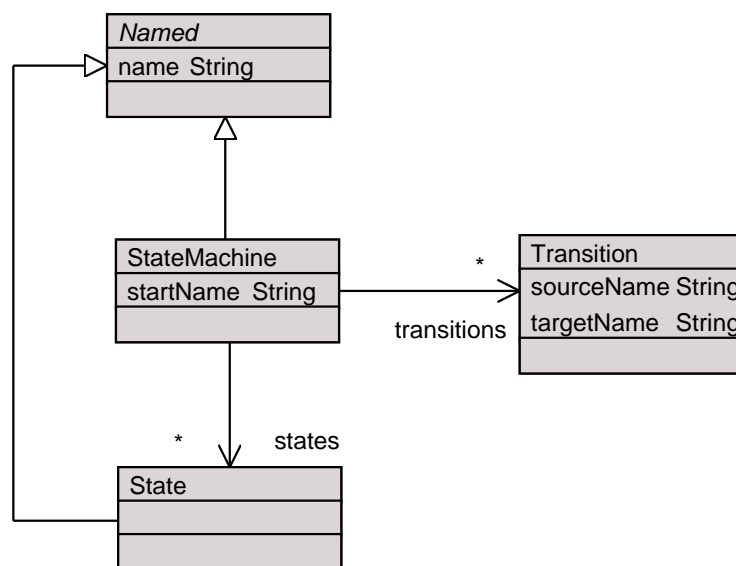 Named
name String
StateMachine
startName String
*
transitions
Transition
sourceName String
targetName String
*
states
State